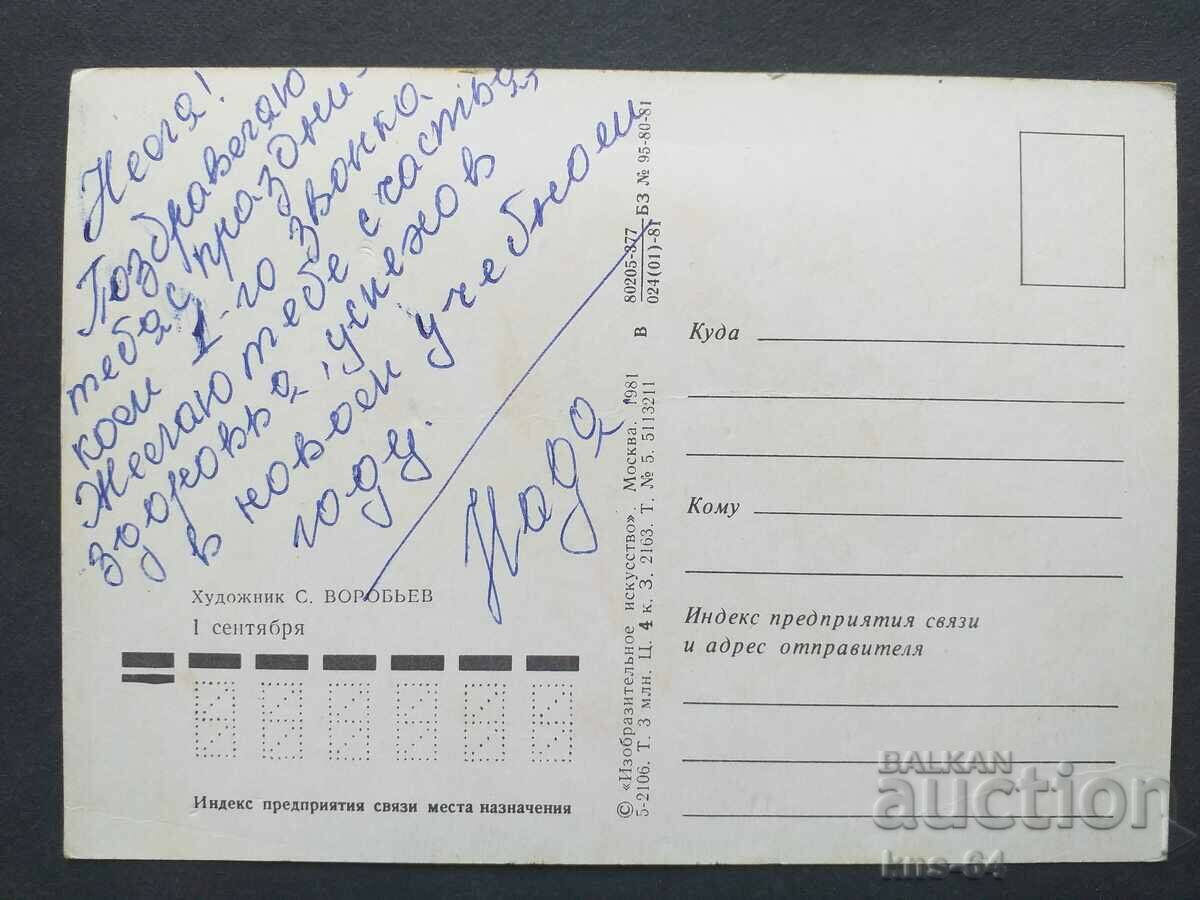 Поздравляю
тебя с праздни-
ком 1-го звонка.
Желаю тебе счастья,
здоровья, успехов
в новом учебном
году.
Надя
Художник С. ВОРОБЬЕВ
1 сентября
Индекс предприятия связи места назначения
© «Изобразительное искусство». Москва. 1981
5-2106. Т. 3 млн. Ц. 4 к. З. 2163. Т. № 5. 5113211
В 80205-377 БЗ № 95-80-81
024(01)-81
Куда
Кому
Индекс предприятия связи
и адрес отправителя
BALKAN
auction
kns-64